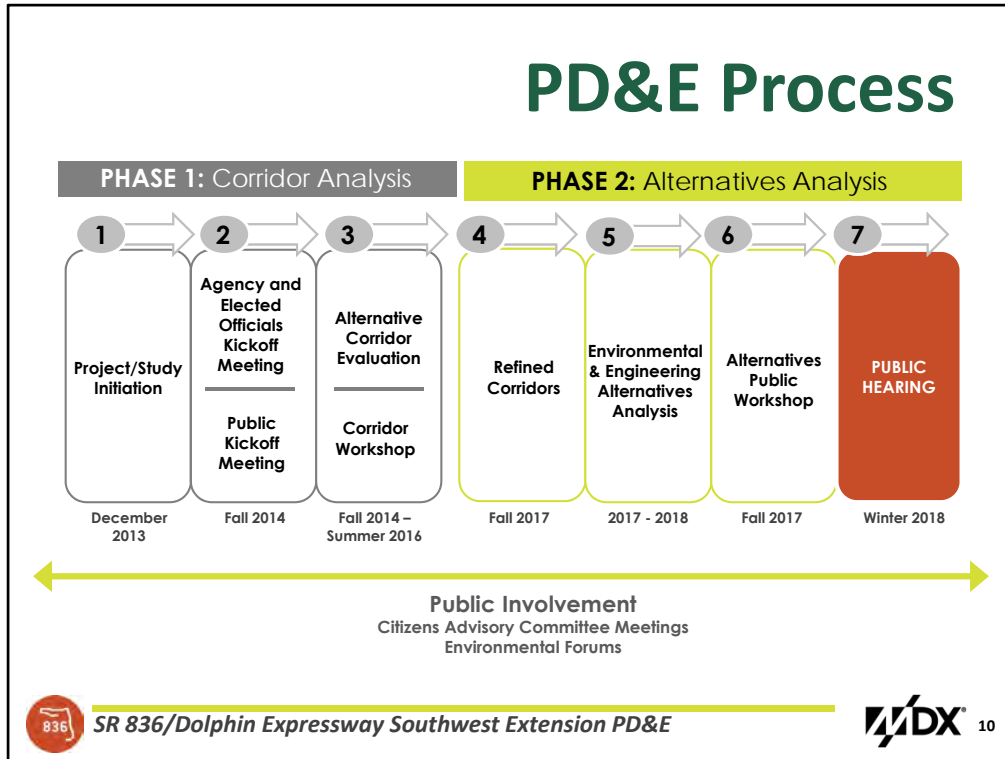 PD&E Process
PHASE 1: Corridor Analysis
PHASE 2: Alternatives Analysis
1
2
3
4
5
6
7
Project/Study
Initiation
Agency and
Elected
Officials
Kickoff
Meeting
Public
Kickoff
Meeting
Alternative
Corridor
Evaluation
Corridor
Workshop
Refined
Corridors
Environmental
& Engineering
Alternatives
Analysis
Alternatives
Public
Workshop
PUBLIC
HEARING
December
2013
Fall 2014
Fall 2014 –
Summer 2016
Fall 2017
2017 - 2018
Fall 2017
Winter 2018
Public Involvement
Citizens Advisory Committee Meetings
Environmental Forums
836
SR 836/Dolphin Expressway Southwest Extension PD&E
MDX
10